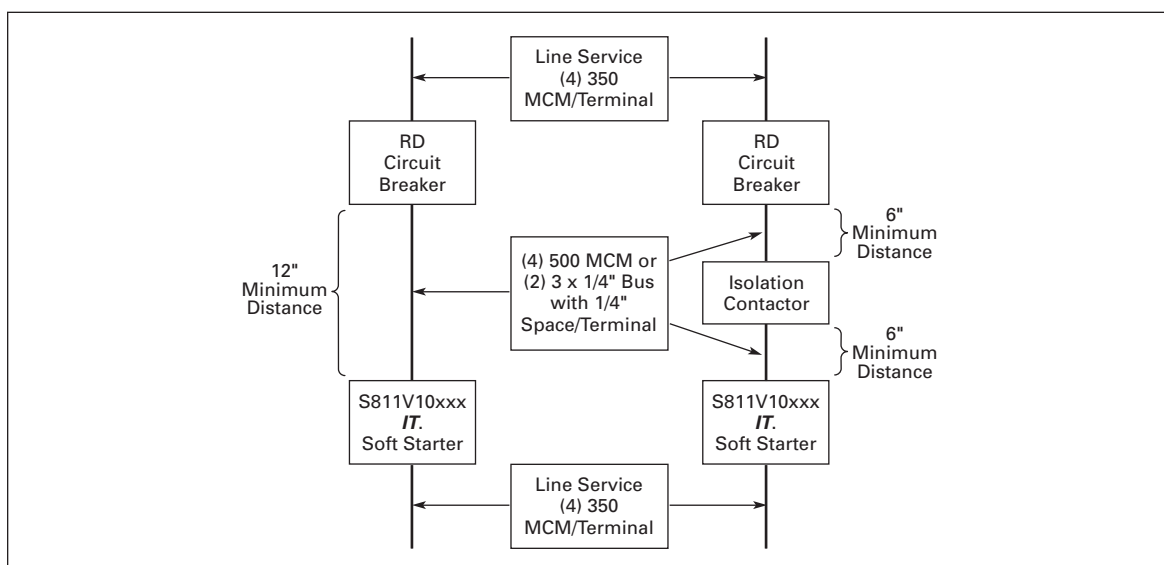 Line Service
(4) 350
MCM/Terminal
RD
Circuit
Breaker
RD
Circuit
Breaker
6"
Minimum
Distance
12"
Minimum
Distance
(4) 500 MCM or
(2) 3 x 1/4" Bus
with 1/4"
Space/Terminal
Isolation
Contactor
6"
Minimum
Distance
S811V10xxx
IT.
Soft Starter
S811V10xxx
IT.
Soft Starter
Line Service
(4) 350
MCM/Terminal